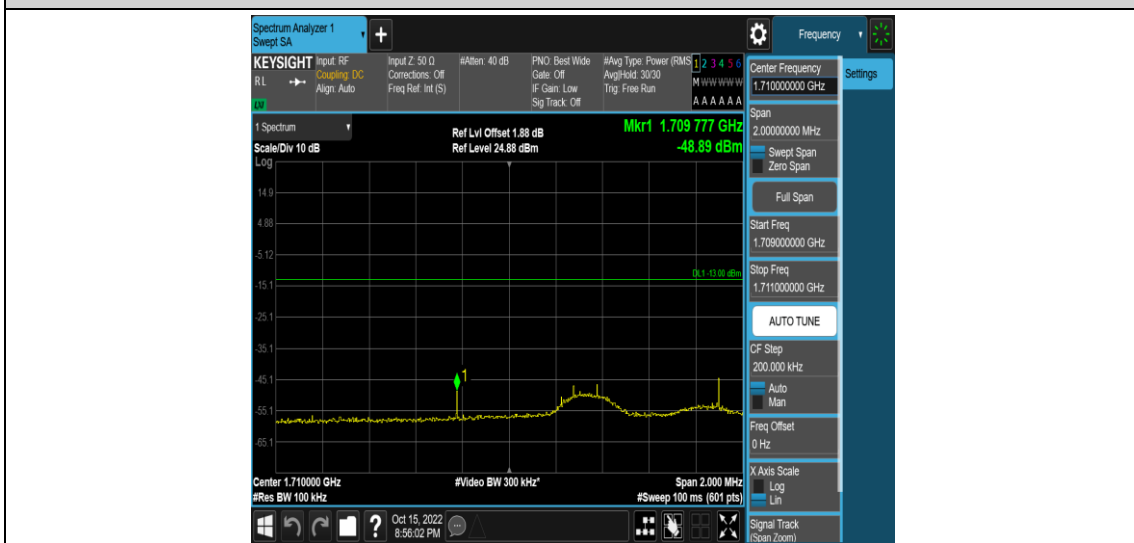 Spectrum Analyzer 1
Swept SA
+
Frequency
KEYSIGHT
RL
LXI
Input: RF
Coupling: DC
Align: Auto
Input Z: 50 Ω
Corrections: Off
Freq Ref: Int (S)
#Atten: 40 dB
PNO: Best Wide
Gate: Off
IF Gain: Low
Sig Track: Off
#Avg Type: Power (RMS
Avg|Hold: 30/30
Trig: Free Run
1 2 3 4 5 6
M W W W W W
A A A A A A
1 Spectrum
Scale/Div 10 dB
Log
Ref Lvl Offset 1.88 dB
Ref Level 24.88 dBm
Mkr1 1.709 777 GHz
-48.89 dBm
14.9
4.88
-5.12
DL1 -13.00 dBm
-15.1
-25.1
-35.1
-45.1
1
-55.1
-65.1
Center 1.710000 GHz
#Res BW 100 kHz
#Video BW 300 kHz*
Span 2.000 MHz
#Sweep 100 ms (601 pts)
?
Oct 15, 2022
8:56:02 PM
Center Frequency
1.710000000 GHz
Settings
Span
2.00000000 MHz
Swept Span
Zero Span
Full Span
Start Freq
1.709000000 GHz
Stop Freq
1.711000000 GHz
AUTO TUNE
CF Step
200.000 kHz
Auto
Man
Freq Offset
0 Hz
X Axis Scale
Log
Lin
Signal Track
(Span Zoom)